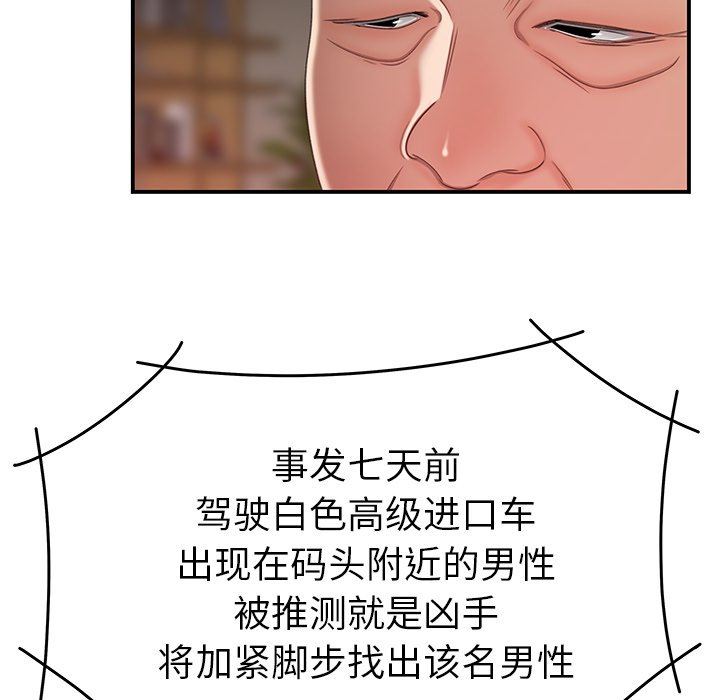 事发七天前
驾驶白色高级进口车
出现在码头附近的男性
被推测就是凶手
将加紧脚步找出该名男性